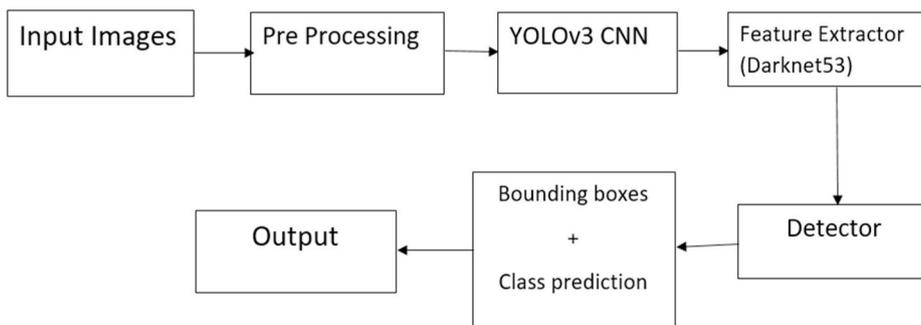 Input Images
Pre Processing
YOLOv3 CNN
Feature Extractor
(Darknet53)
Detector
Bounding boxes
+
Class prediction
Output